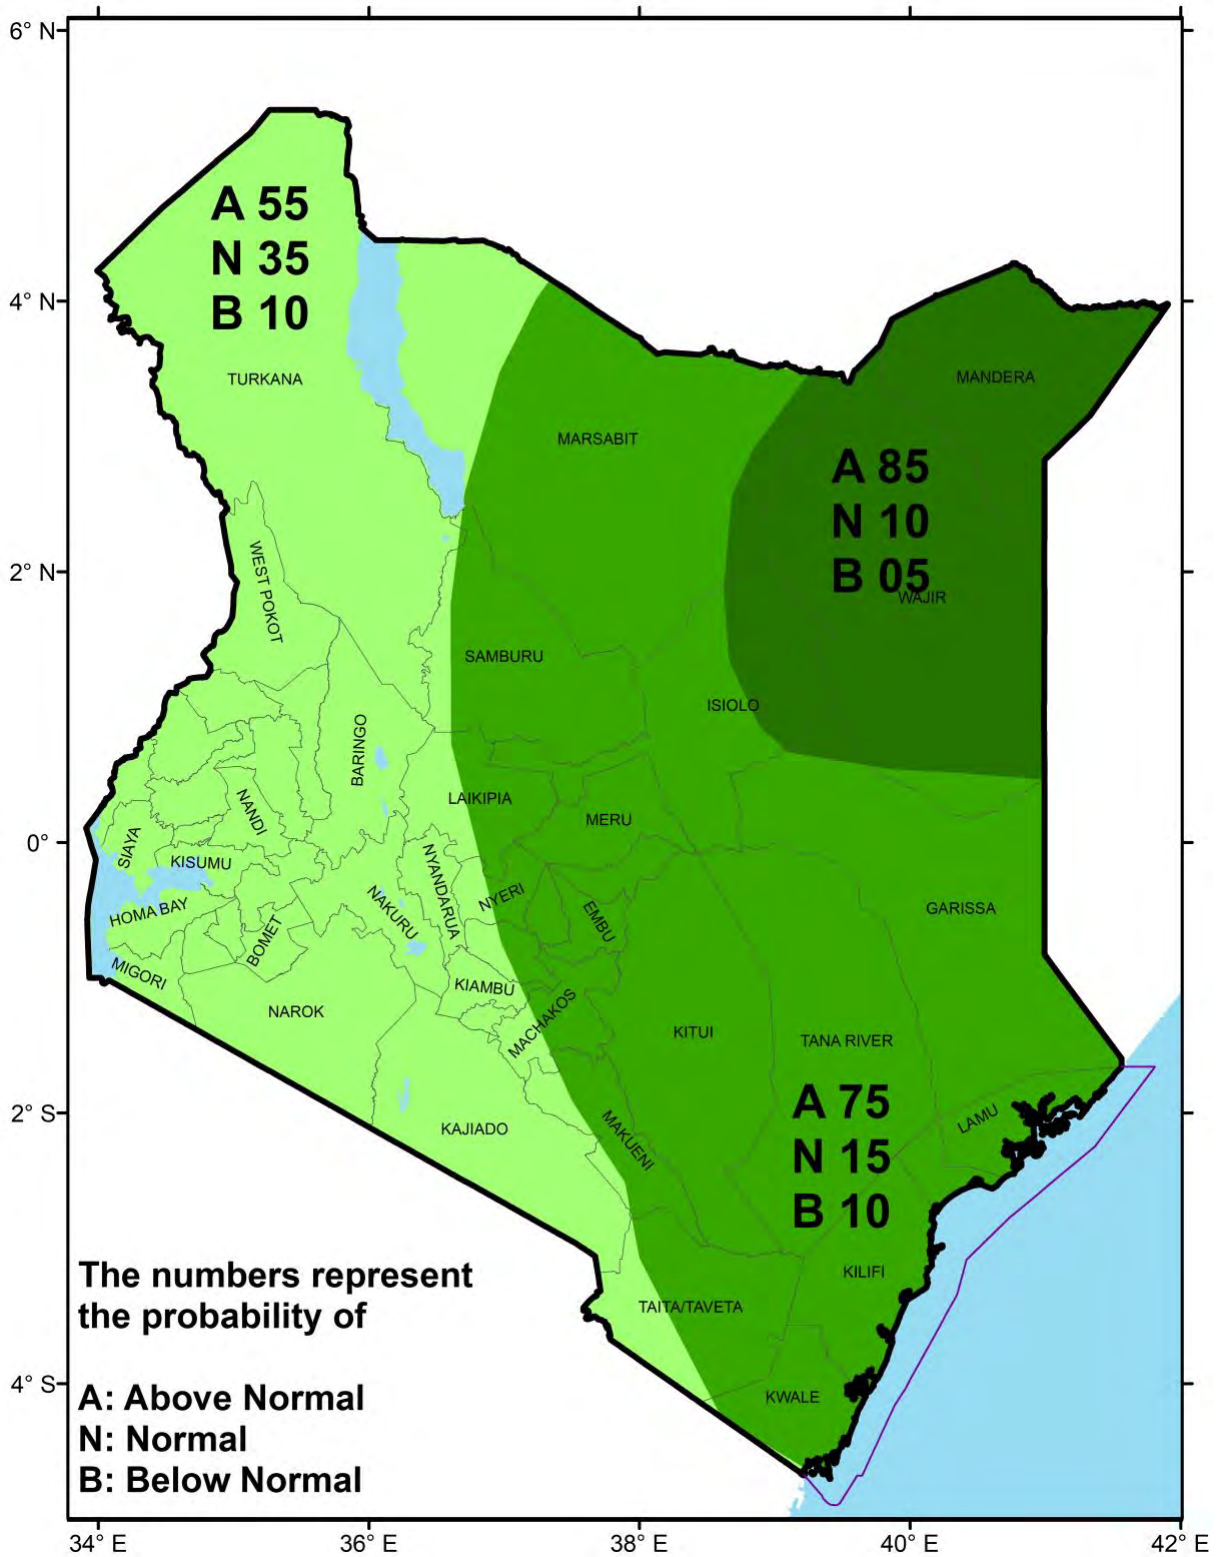 6° N
A 55
N 35
B 10
4° N
TURKANA
MANDERA
MARSABIT
A 85
N 10
B 05
2° N
WAJIR
WEST POKOT
SAMBURU
ISIOLO
BARINGO
LAIKIPIA
NANDI
MERU
0°
SIAYA
KISUMU
NYANDARUA
NYERI
HOMA BAY
NAKURU
EMBU
GARISSA
BOMET
MIGORI
KIAMBU
NAROK
MACHAKOS
KITUI
TANA RIVER
A 75
N 15
B 10
2° S
LAMU
KAJIADO
MAKUENI
The numbers represent
the probability of
KILIFI
TAITA/TAVETA
4° S
A: Above Normal
KWALE
N: Normal
B: Below Normal
34° E
36° E
38° E
40° E
42° E